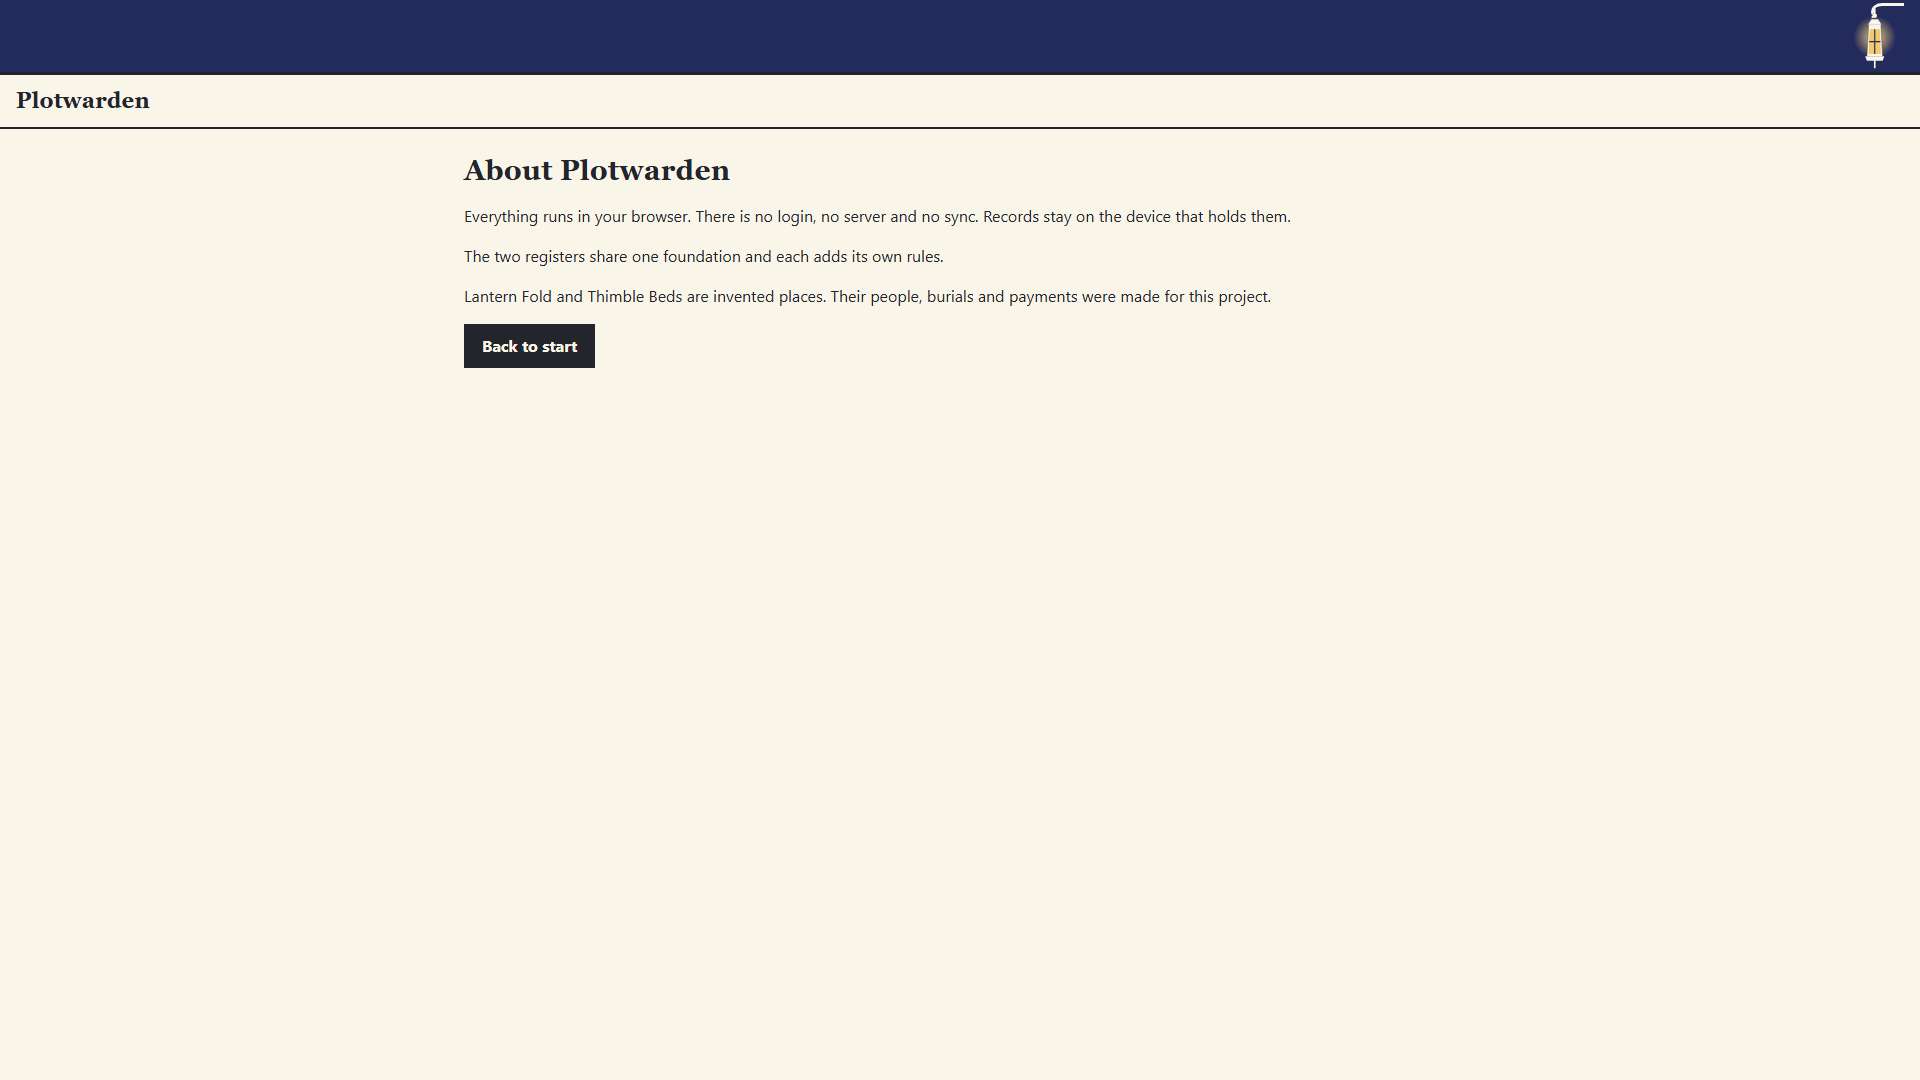 Plotwarden
About Plotwarden
Everything runs in your browser. There is no login, no server and no sync. Records stay on the device that holds them.
The two registers share one foundation and each adds its own rules.
Lantern Fold and Thimble Beds are invented places. Their people, burials and payments were made for this project.
Back to start